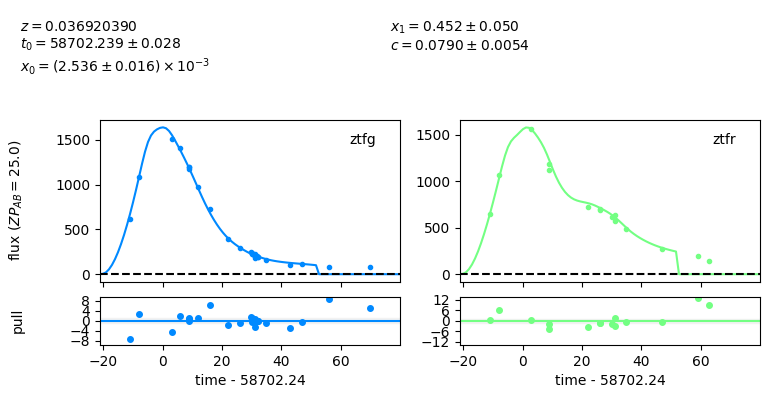 z = 0.036920390
t₀ = 58702.239 ± 0.028
x₀ = (2.536 ± 0.016) × 10⁻³
x₁ = 0.452 ± 0.050
c = 0.0790 ± 0.0054
flux (ZP_AB = 25.0)
1500
1000
500
0
ztfg
1500
1000
500
0
ztfr
pull
8
4
0
−4
−8
−20 0 20 40 60
time - 58702.24
12
6
0
−6
−12
−20 0 20 40 60
time - 58702.24